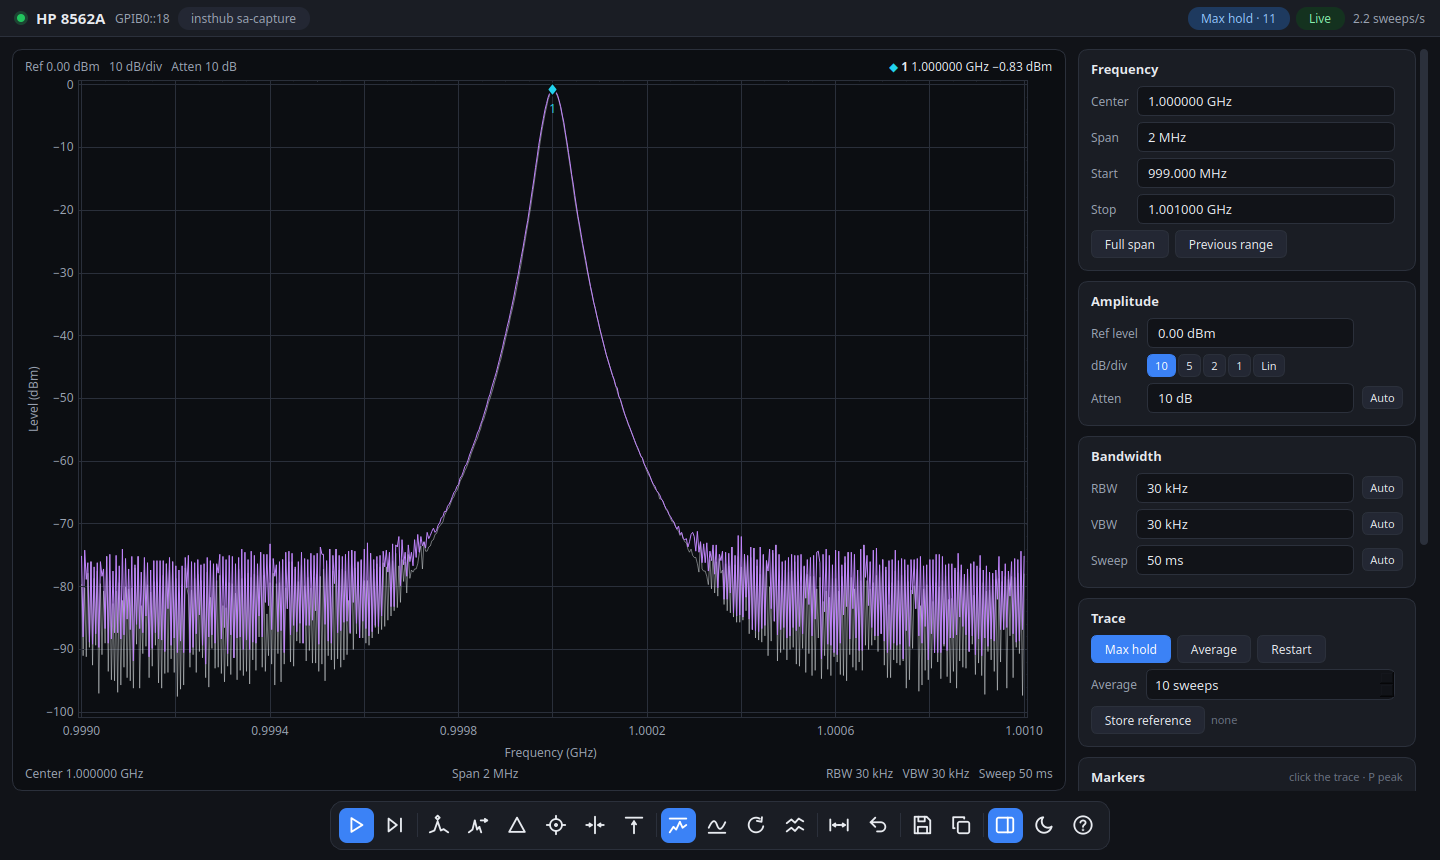 HP 8562A GPIB0::18 insthub sa-capture
Max hold · 11 Live 2.2 sweeps/s
Ref 0.00 dBm 10 dB/div Atten 10 dB
◆ 1 1.000000 GHz −0.83 dBm
1
0
−10
−20
−30
−40
−50
−60
−70
−80
−90
−100
Level (dBm)
0.9990 0.9994 0.9998 1.0002 1.0006 1.0010
Frequency (GHz)
Center 1.000000 GHz Span 2 MHz RBW 30 kHz VBW 30 kHz Sweep 50 ms
Frequency
Center 1.000000 GHz
Span 2 MHz
Start 999.000 MHz
Stop 1.001000 GHz
Full span Previous range
Amplitude
Ref level 0.00 dBm
dB/div 10 5 2 1 Lin
Atten 10 dB Auto
Bandwidth
RBW 30 kHz Auto
VBW 30 kHz Auto
Sweep 50 ms Auto
Trace
Max hold Average Restart
Average 10 sweeps
Store reference none
Markers click the trace · P peak